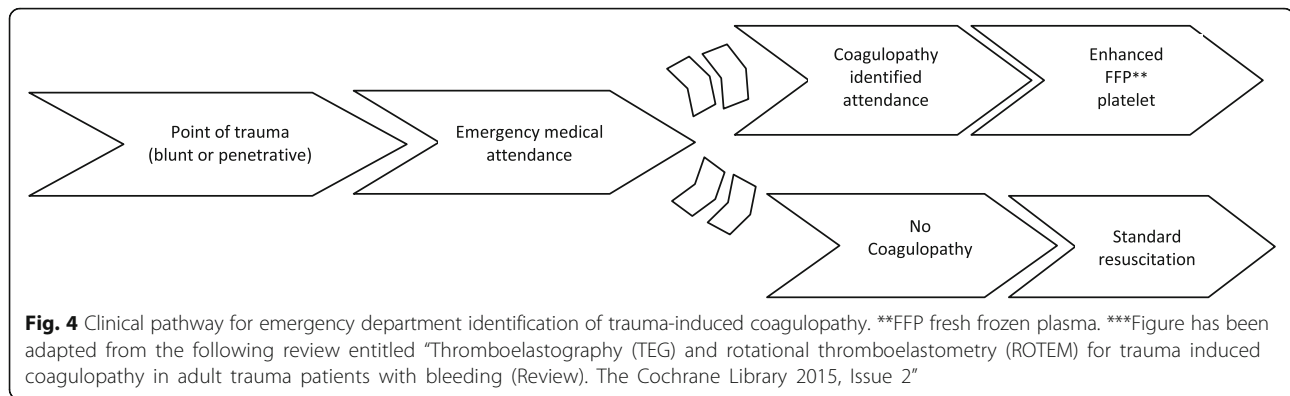 Point of trauma
(blunt or penetrative)
Emergency medical
attendance
Coagulopathy
identified
attendance
Enhanced
FFP**
platelet
No
Coagulopathy
Standard
resuscitation
Fig. 4 Clinical pathway for emergency department identification of trauma-induced coagulopathy. **FFP fresh frozen plasma. ***Figure has been
adapted from the following review entitled "Thromboelastography (TEG) and rotational thromboelastometry (ROTEM) for trauma induced
coagulopathy in adult trauma patients with bleeding (Review). The Cochrane Library 2015, Issue 2"